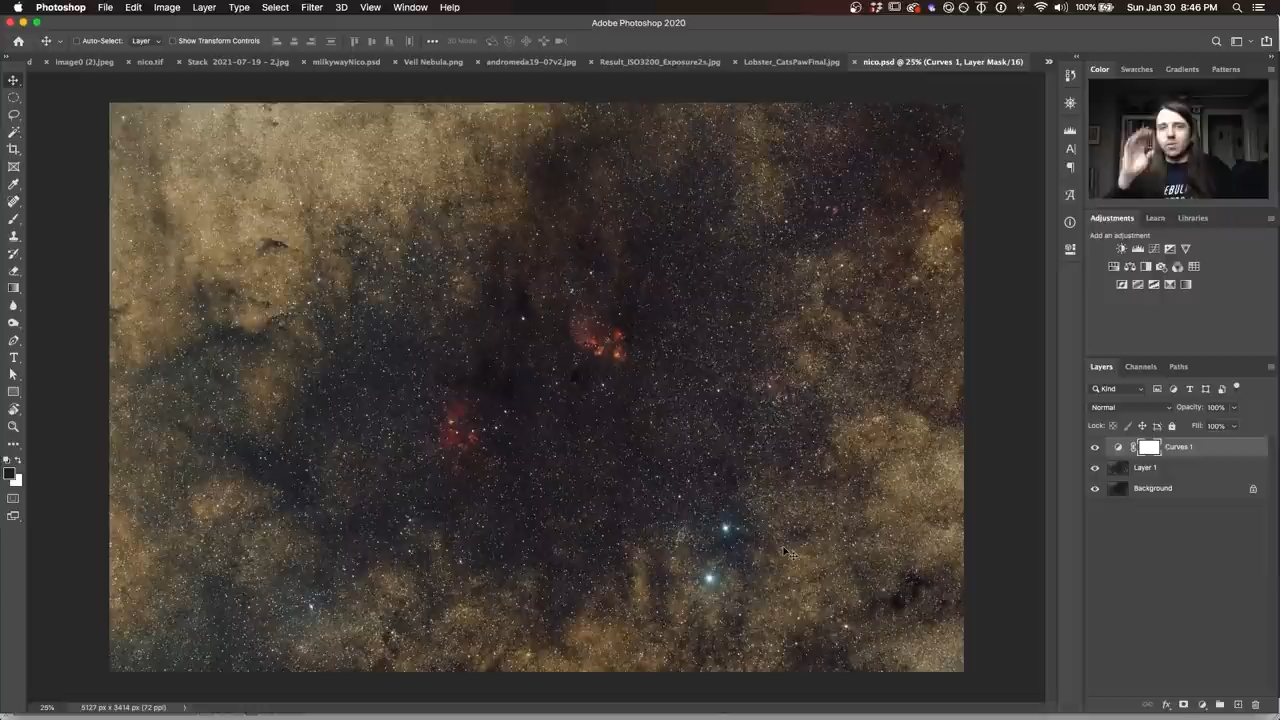 Photoshop File Edit Image Layer Type Select Filter 3D View Window Help 100% Sun Jan 30 8:46 PM
Adobe Photoshop 2020
Auto-Select: Layer Show Transform Controls 3D Mode:
d image0 (2).jpeg nico.tif Stack 2021-07-19 - 2.jpg milkywayNico.psd Veil Nebula.png andromeda19-07v2.jpg Result_ISO3200_Exposure2s.jpg Lobster_CatsPawFinal.jpg nico.psd @ 25% (Curves 1, Layer Mask/16)
Color Swatches Gradients Patterns
NEBULA
Adjustments Learn Libraries
Add an adjustment
Layers Channels Paths
Kind
Normal Opacity: 100%
Lock: Fill: 100%
Curves 1
Layer 1
Background
25% 5127 px x 3414 px (72 ppi)